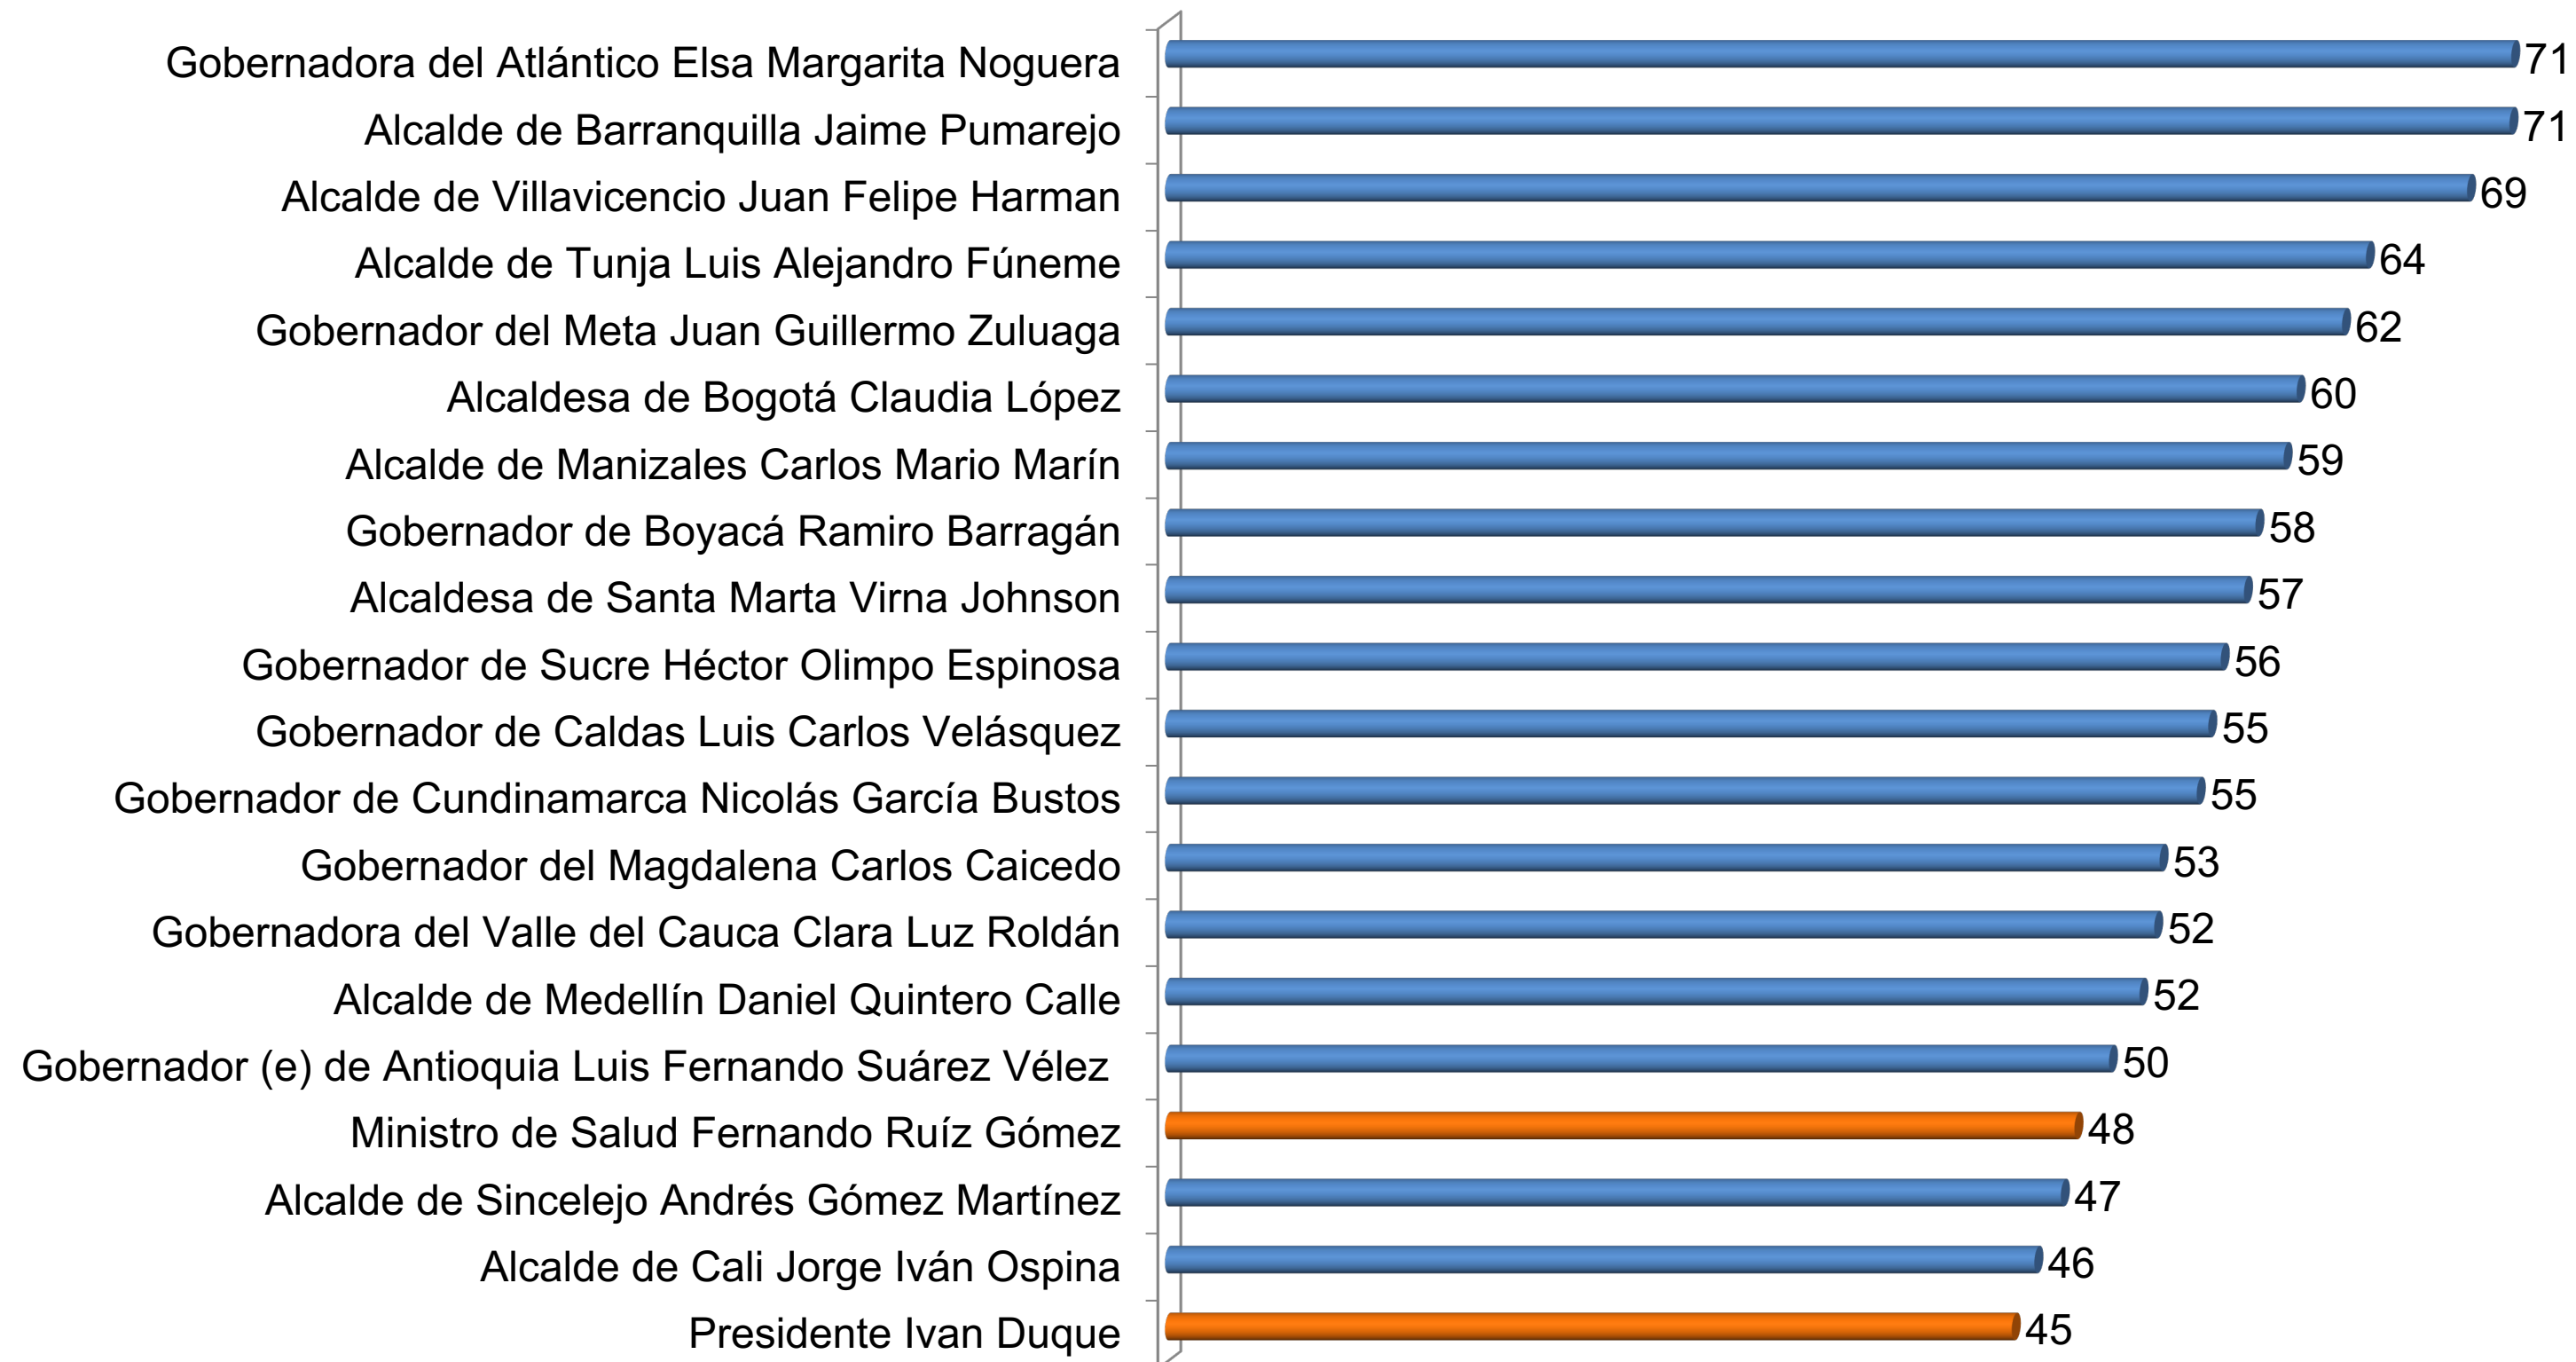 Gobernadora del Atlántico Elsa Margarita Noguera 71
Alcalde de Barranquilla Jaime Pumarejo 71
Alcalde de Villavicencio Juan Felipe Harman 69
Alcalde de Tunja Luis Alejandro Fúneme 64
Gobernador del Meta Juan Guillermo Zuluaga 62
Alcaldesa de Bogotá Claudia López 60
Alcalde de Manizales Carlos Mario Marín 59
Gobernador de Boyacá Ramiro Barragán 58
Alcaldesa de Santa Marta Virna Johnson 57
Gobernador de Sucre Héctor Olimpo Espinosa 56
Gobernador de Caldas Luis Carlos Velásquez 55
Gobernador de Cundinamarca Nicolás García Bustos 55
Gobernador del Magdalena Carlos Caicedo 53
Gobernadora del Valle del Cauca Clara Luz Roldán 52
Alcalde de Medellín Daniel Quintero Calle 52
Gobernador (e) de Antioquia Luis Fernando Suárez Vélez 50
Ministro de Salud Fernando Ruíz Gómez 48
Alcalde de Sincelejo Andrés Gómez Martínez 47
Alcalde de Cali Jorge Iván Ospina 46
Presidente Ivan Duque 45